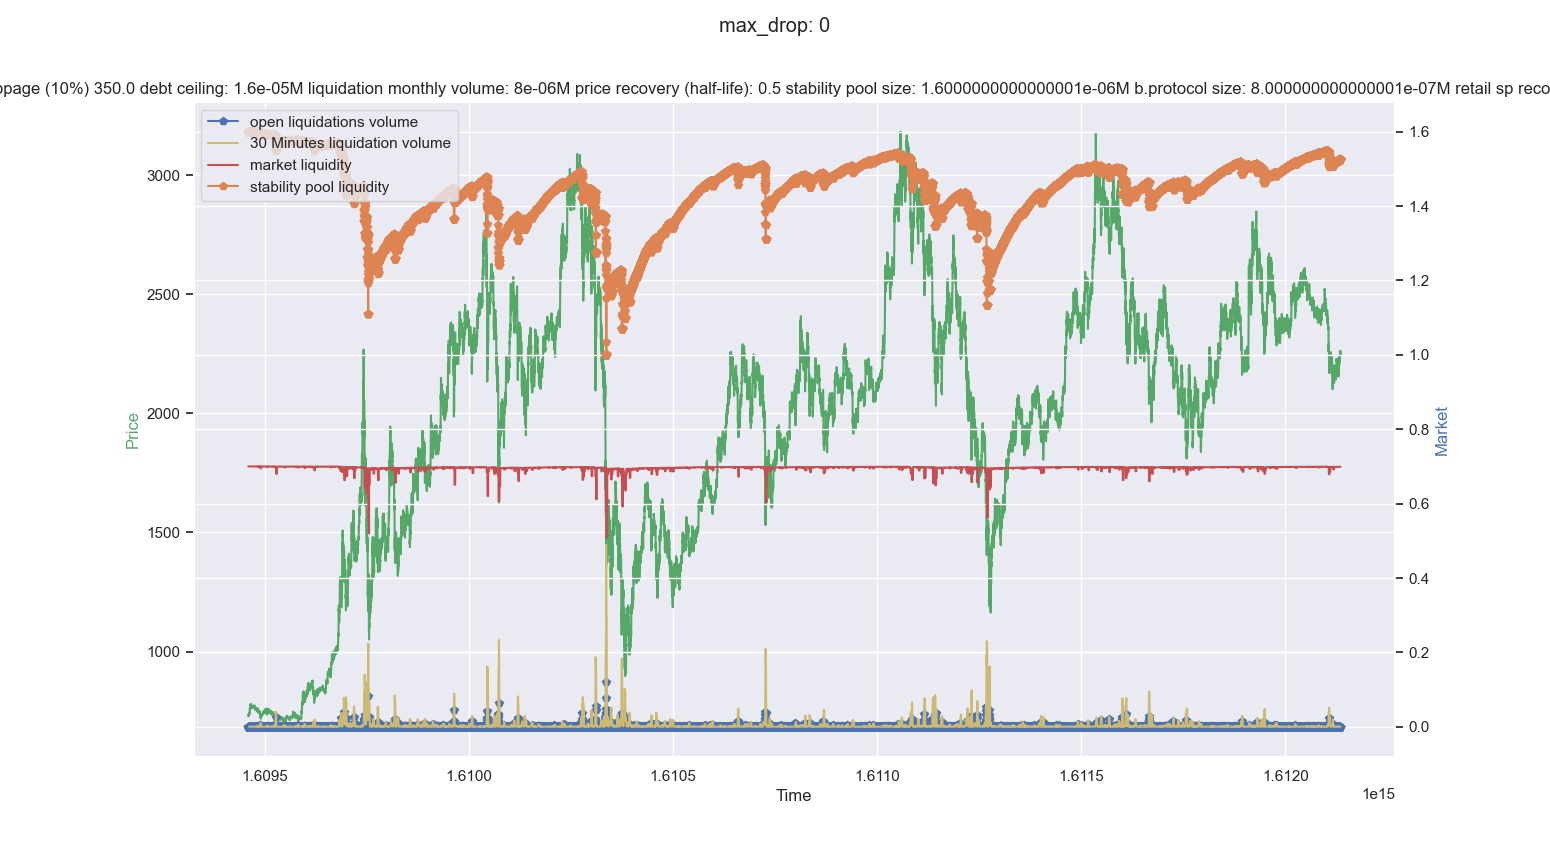 max_drop: 0
(10%) 350.0 debt ceiling: 1.6e-05M liquidation monthly volume: 8e-06M price recovery (half-life): 0.5 stability pool size: 1.6000000000000001e-06M b.protocol size: 8.000000000000001e-07M retail sp reco
open liquidations volume
30 Minutes liquidation volume
market liquidity
stability pool liquidity
3000
2500
2000
1500
1000
Price
1.6
1.4
1.2
1.0
0.8
0.6
0.4
0.2
0.0
Market
1.6095
1.6100
1.6105
1.6110
1.6115
1.6120
Time
1e15